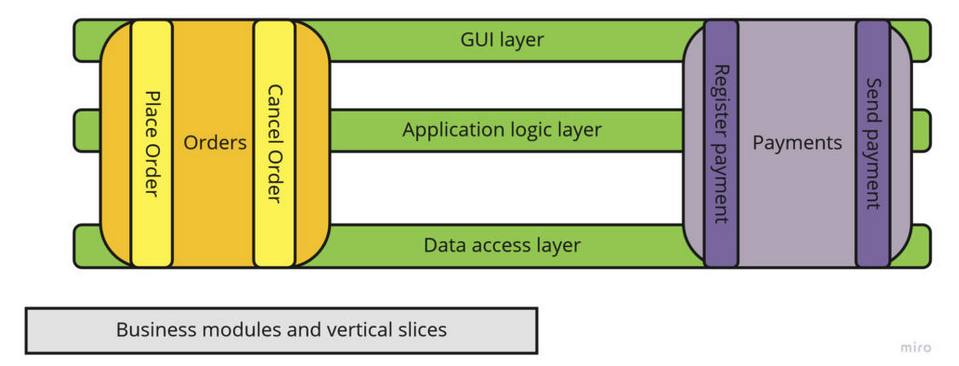 GUI layer
Place Order
Orders
Cancel Order
Application logic layer
Register payment
Payments
Send payment
Data access layer
Business modules and vertical slices
miro